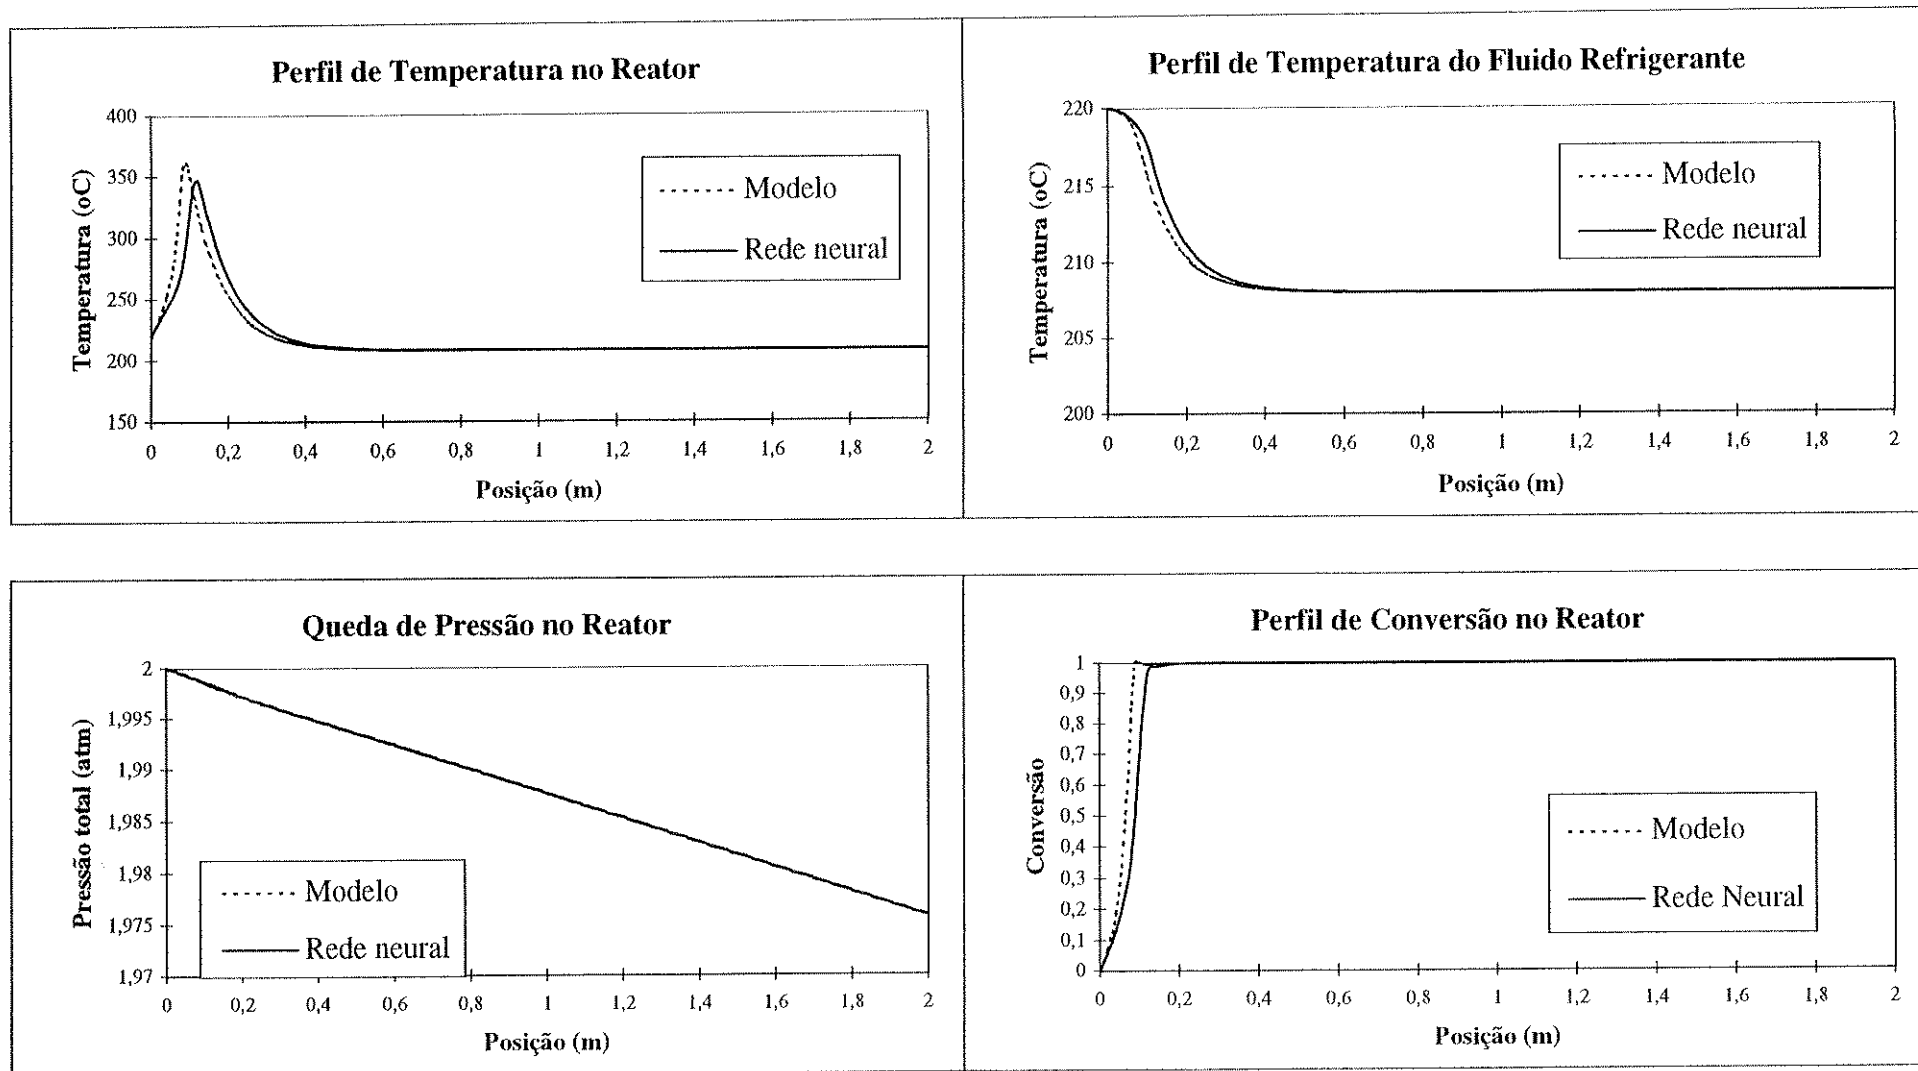 Perfil de Temperatura no Reator
400
350
300
250
200
150
Temperatura (oC)
Modelo
Rede neural
0 0,2 0,4 0,6 0,8 1 1,2 1,4 1,6 1,8 2
Posição (m)
Perfil de Temperatura do Fluido Refrigerante
220
215
210
205
200
Temperatura (oC)
Modelo
Rede neural
0 0,2 0,4 0,6 0,8 1 1,2 1,4 1,6 1,8 2
Posição (m)
Queda de Pressão no Reator
2
1,995
1,99
1,985
1,98
1,975
1,97
Pressão total (atm)
Modelo
Rede neural
0 0,2 0,4 0,6 0,8 1 1,2 1,4 1,6 1,8 2
Posição (m)
Perfil de Conversão no Reator
1
0,9
0,8
0,7
0,6
0,5
0,4
0,3
0,2
0,1
0
Conversão
Modelo
Rede Neural
0 0,2 0,4 0,6 0,8 1 1,2 1,4 1,6 1,8 2
Posição (m)